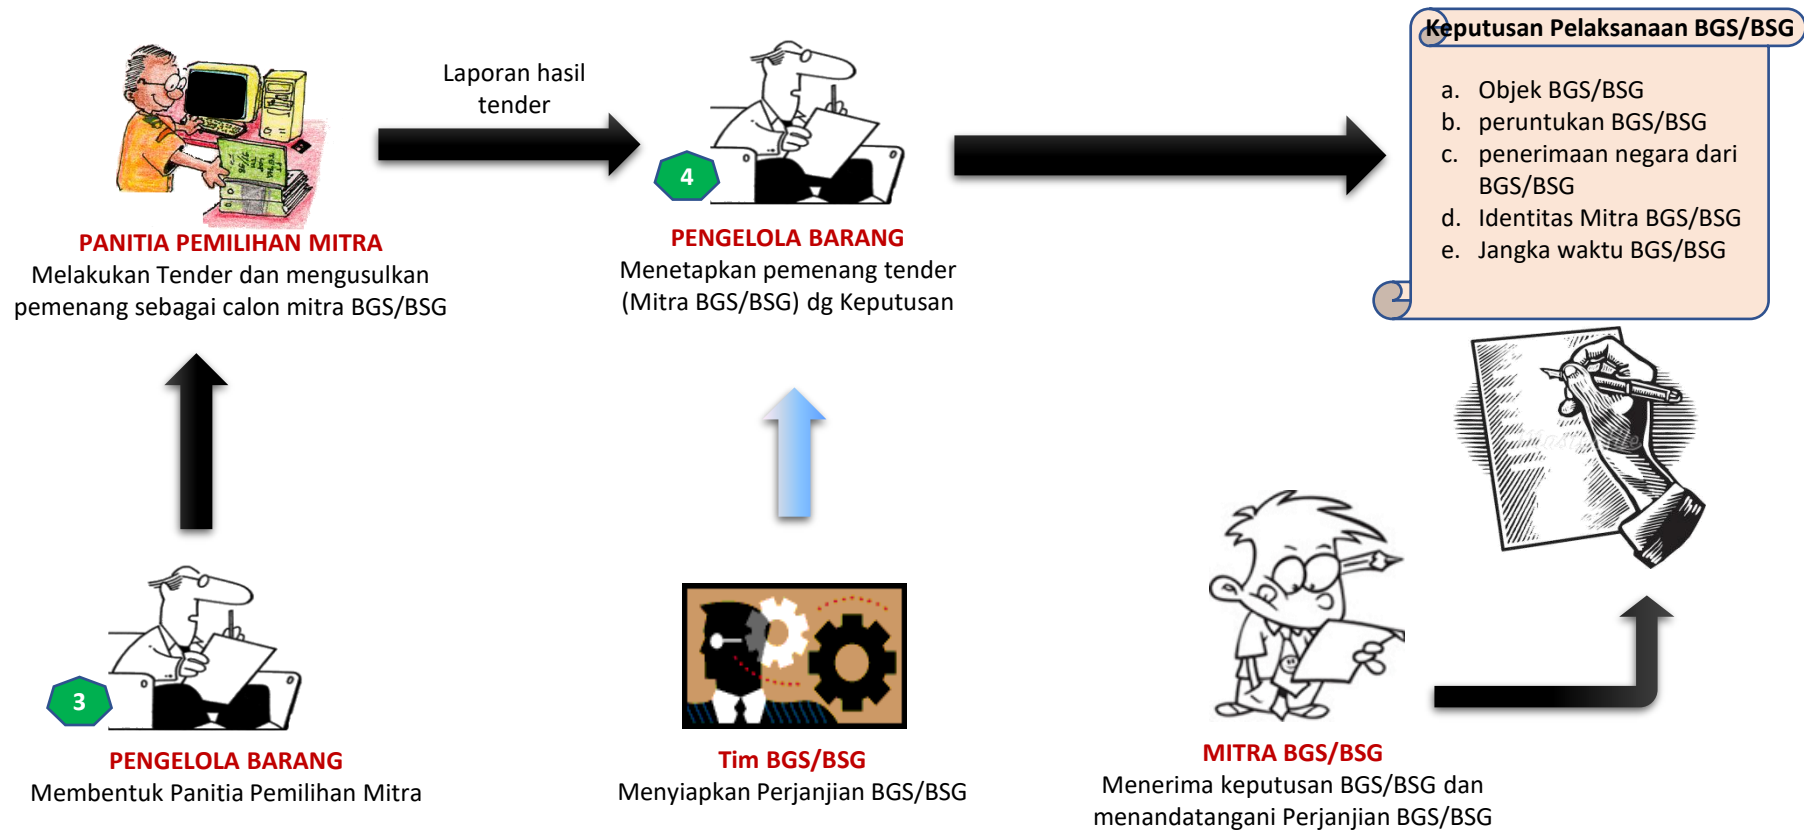 Keputusan Pelaksanaan BGS/BSG
a. Objek BGS/BSG
b. peruntukan BGS/BSG
c. penerimaan negara dari
BGS/BSG
d. Identitas Mitra BGS/BSG
e. Jangka waktu BGS/BSG
Laporan hasil
tender
4
PANITIA PEMILIHAN MITRA
Melakukan Tender dan mengusulkan
pemenang sebagai calon mitra BGS/BSG
PENGELOLA BARANG
Menetapkan pemenang tender
(Mitra BGS/BSG) dg Keputusan
3
PENGELOLA BARANG
Membentuk Panitia Pemilihan Mitra
Tim BGS/BSG
Menyiapkan Perjanjian BGS/BSG
MITRA BGS/BSG
Menerima keputusan BGS/BSG dan
menandatangani Perjanjian BGS/BSG